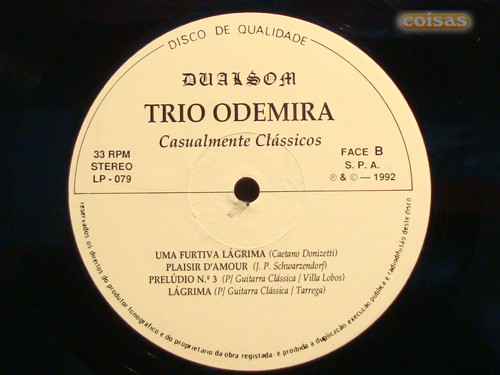 coisas
DISCO DE QUALIDADE
DUALSOM
TRIO ODEMIRA
Casualmente Clássicos
33 RPM
STEREO
LP - 079
FACE B
S. P. A.
Ⓟ & © — 1992
UMA FURTIVA LÁGRIMA (Caetano Donizetti)
PLAISIR D'AMOUR (J. P. Schwarzendorf)
PRELÚDIO N.º 3 (P/ Guitarra Clássica / Villa Lobos)
LÁGRIMA (P/ Guitarra Clássica / Tarrega)
reservados os direitos do produtor fonográfico e do proprietário da obra registada · e proibida a duplicação, execução pública e radiodifusão deste disco